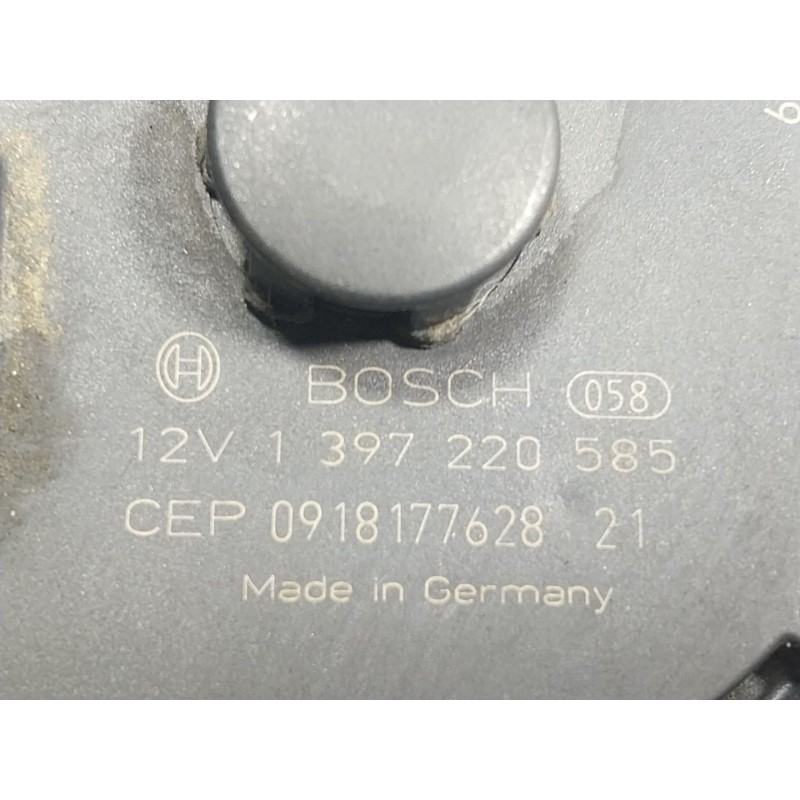 BOSCH 058
12V 1 397 220 585
CEP 0918177628 21
Made in Germany